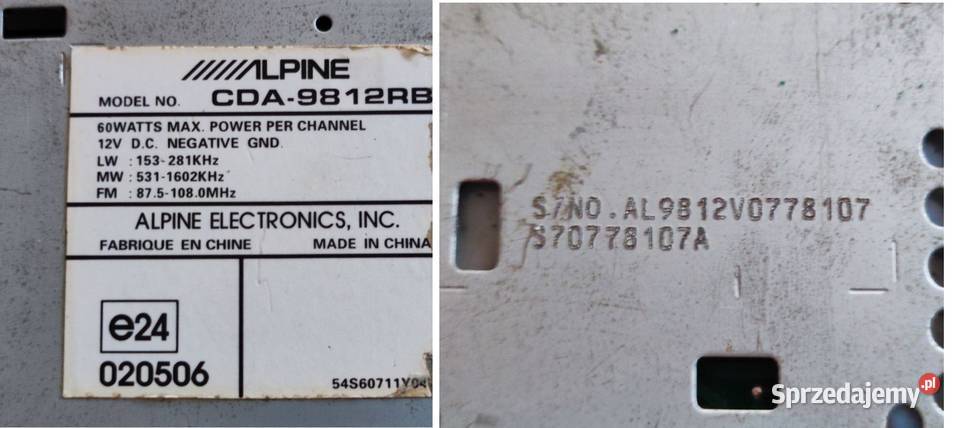 ALPINE
MODEL NO. CDA-9812RB
60WATTS MAX. POWER PER CHANNEL
12V D.C. NEGATIVE GND.
LW : 153-281KHz
MW : 531-1602KHz
FM : 87.5-108.0MHz
ALPINE ELECTRONICS, INC.
FABRIQUE EN CHINE MADE IN CHINA
e24
020506
54S60711Y04
S/NO.AL9812V0778107
S70778107A
Sprzedajemy.pl